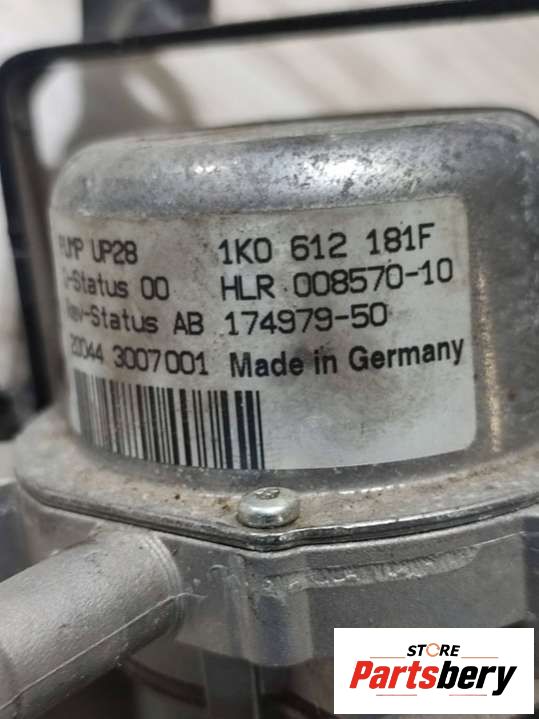 UP28 1K0 612 181F
-Status 00 HLR 008570-10
-Status AB 174979-50
20044 3007001 Made in Germany
STORE
Partsbery